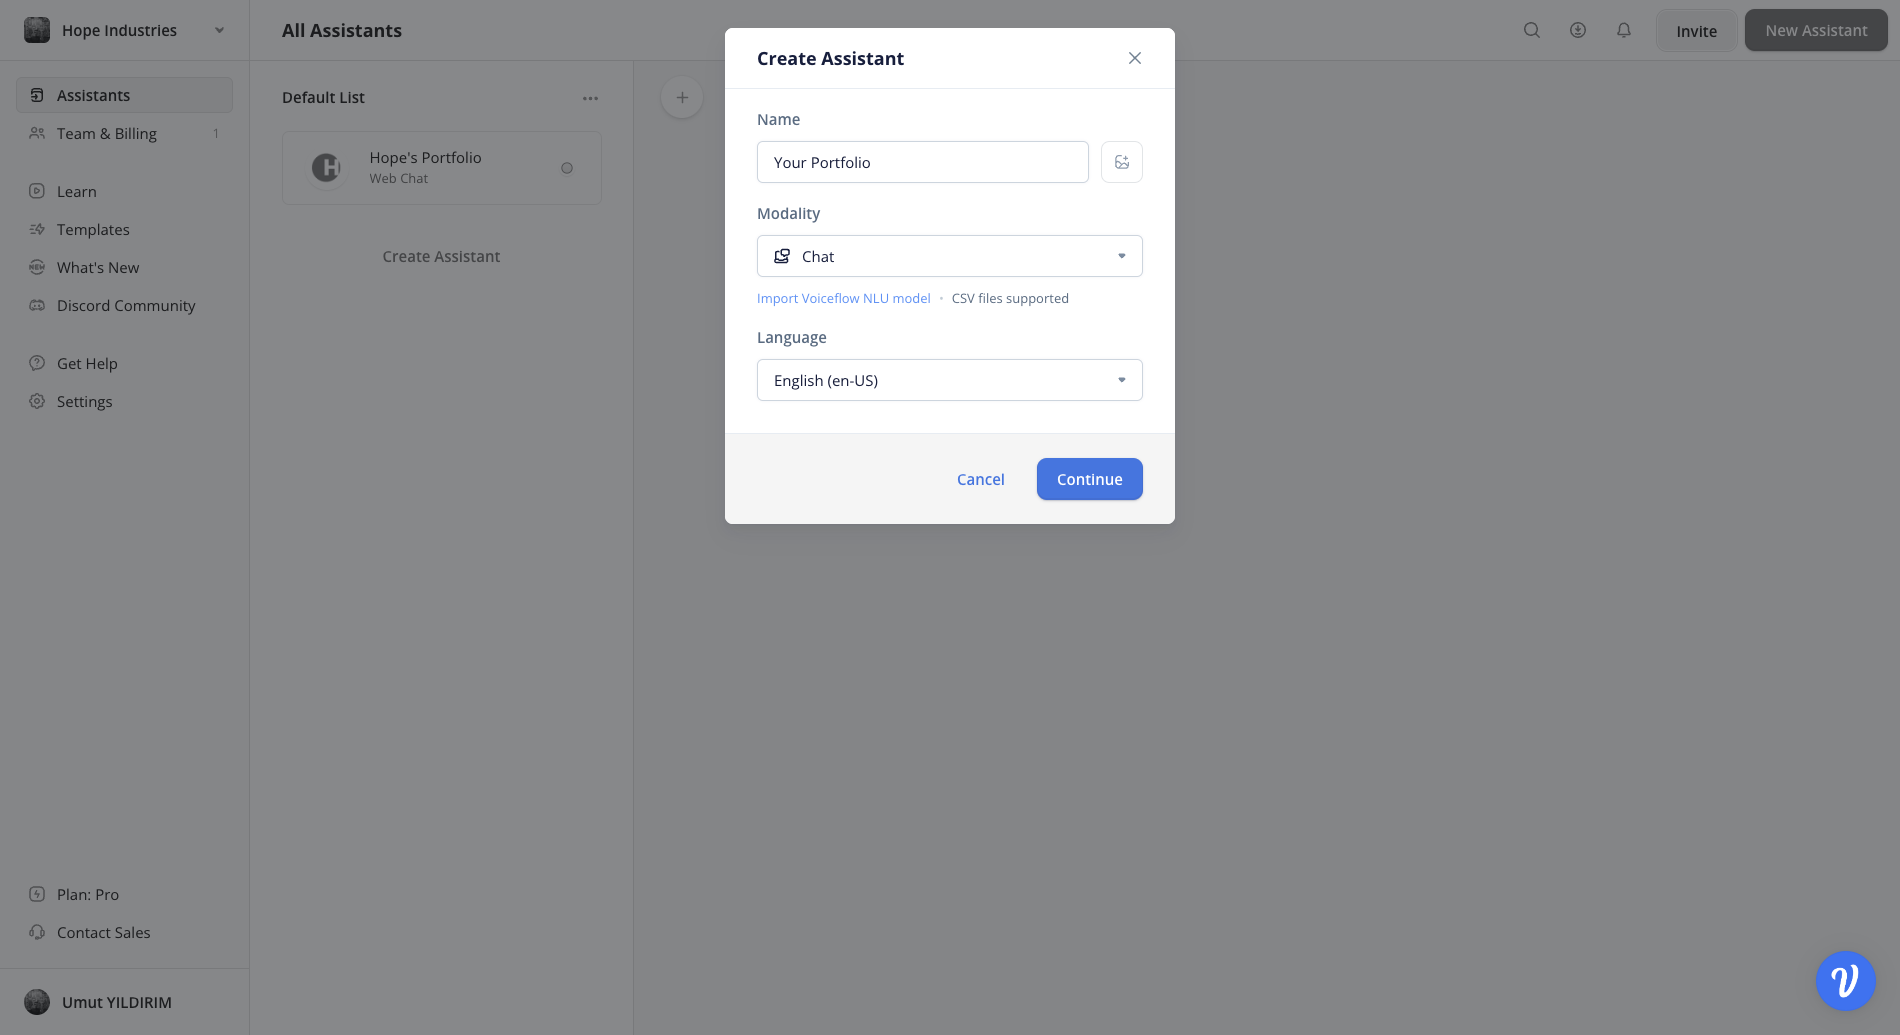 Hope Industries
All Assistants
Invite
New Assistant
Assistants
Team & Billing 1
Learn
Templates
NEW What's New
Discord Community
Get Help
Settings
Plan: Pro
Contact Sales
Umut YILDIRIM
Default List
H
Hope's Portfolio
Web Chat
Create Assistant
Create Assistant
Name
Your Portfolio
Modality
Chat
Import Voiceflow NLU model • CSV files supported
Language
English (en-US)
Cancel
Continue
V